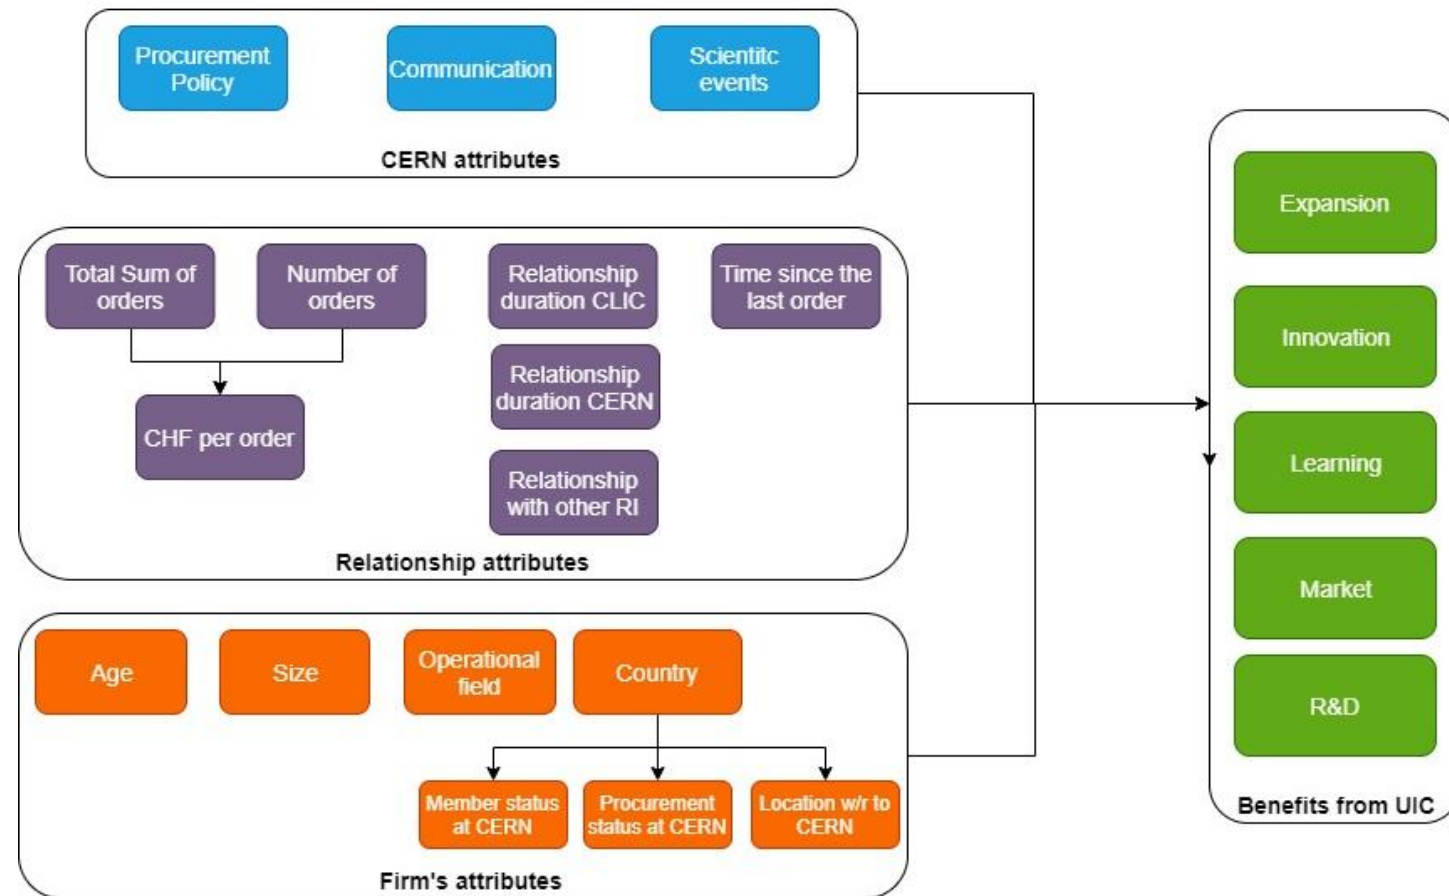 Procurement
Policy
Communication
Scientitc
events
CERN attributes
Total Sum of
orders
Number of
orders
Relationship
duration CLIC
Time since the
last order
CHF per order
Relationship
duration CERN
Relationship
with other RI
Relationship attributes
Age
Size
Operational
field
Country
Member status
at CERN
Procurement
status at CERN
Location w/r to
CERN
Firm's attributes
Expansion
Innovation
Learning
Market
R&D
Benefits from UIC